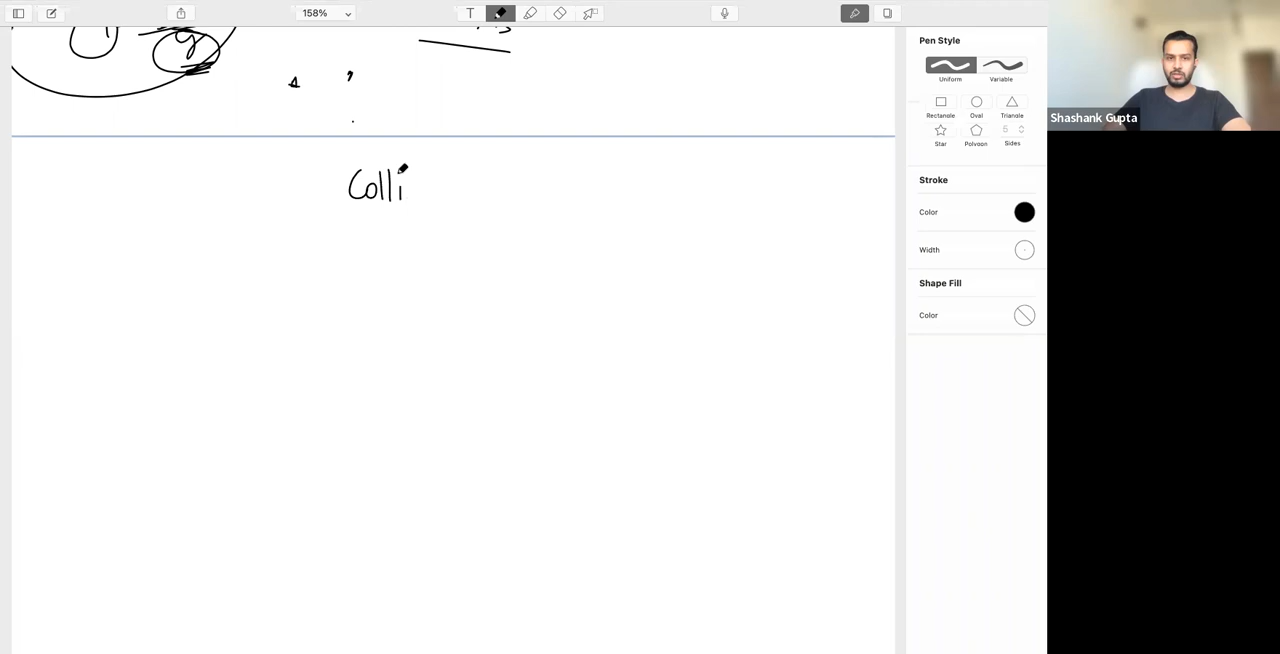 158%
T
Pen Style
Uniform Variable
Rectangle Oval Triangle
5
Star Polygon Sides
Stroke
Color
Width
Shape Fill
Color
Shashank Gupta
Colli